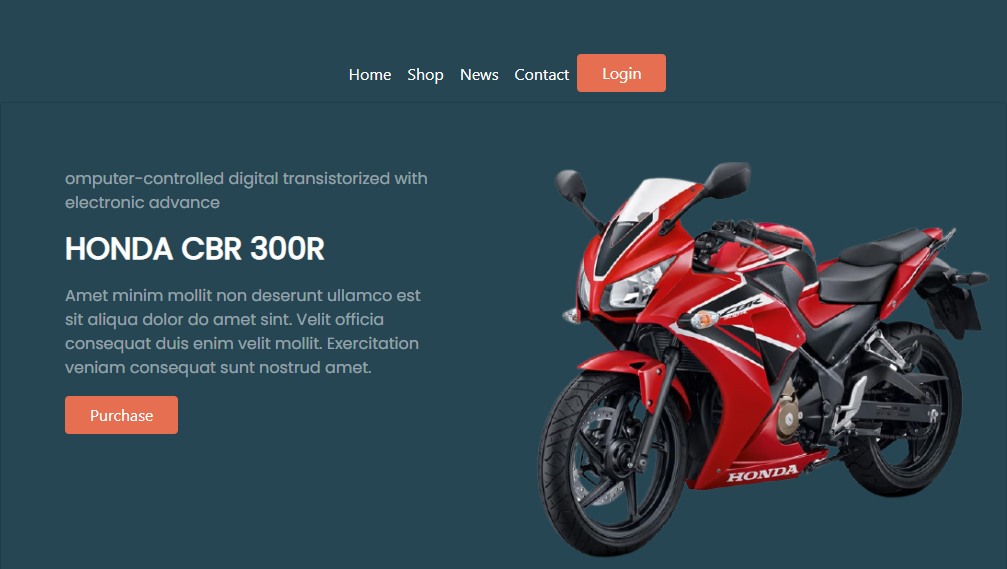 Home Shop News Contact Login
omputer-controlled digital transistorized with
electronic advance
HONDA CBR 300R
Amet minim mollit non deserunt ullamco est
sit aliqua dolor do amet sint. Velit officia
consequat duis enim velit mollit. Exercitation
veniam consequat sunt nostrud amet.
Purchase
CBR
HONDA